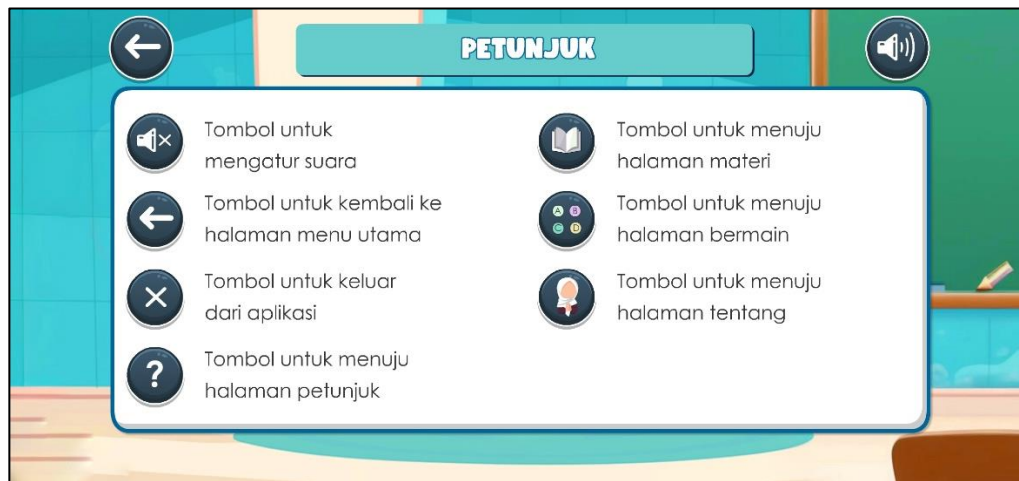 PETUNJUK
Tombol untuk
mengatur suara
Tombol untuk kembali ke
halaman menu utama
Tombol untuk keluar
dari aplikasi
?
Tombol untuk menuju
halaman petunjuk
Tombol untuk menuju
halaman materi
A B
C D
Tombol untuk menuju
halaman bermain
Tombol untuk menuju
halaman tentang